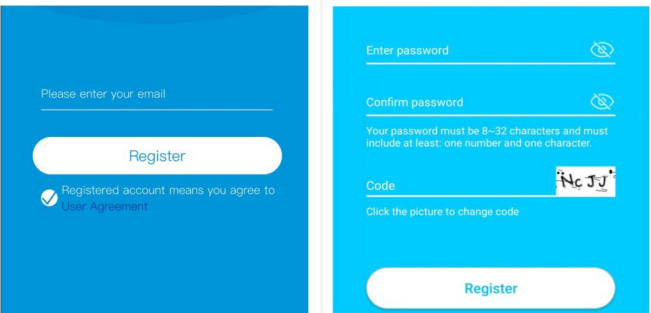 Please enter your email
Register
Registered account means you agree to
User Agreement
Enter password
Confirm password
Your password must be 8~32 characters and must
include at least: one number and one character.
Code
NcJJ
Click the picture to change code
Register